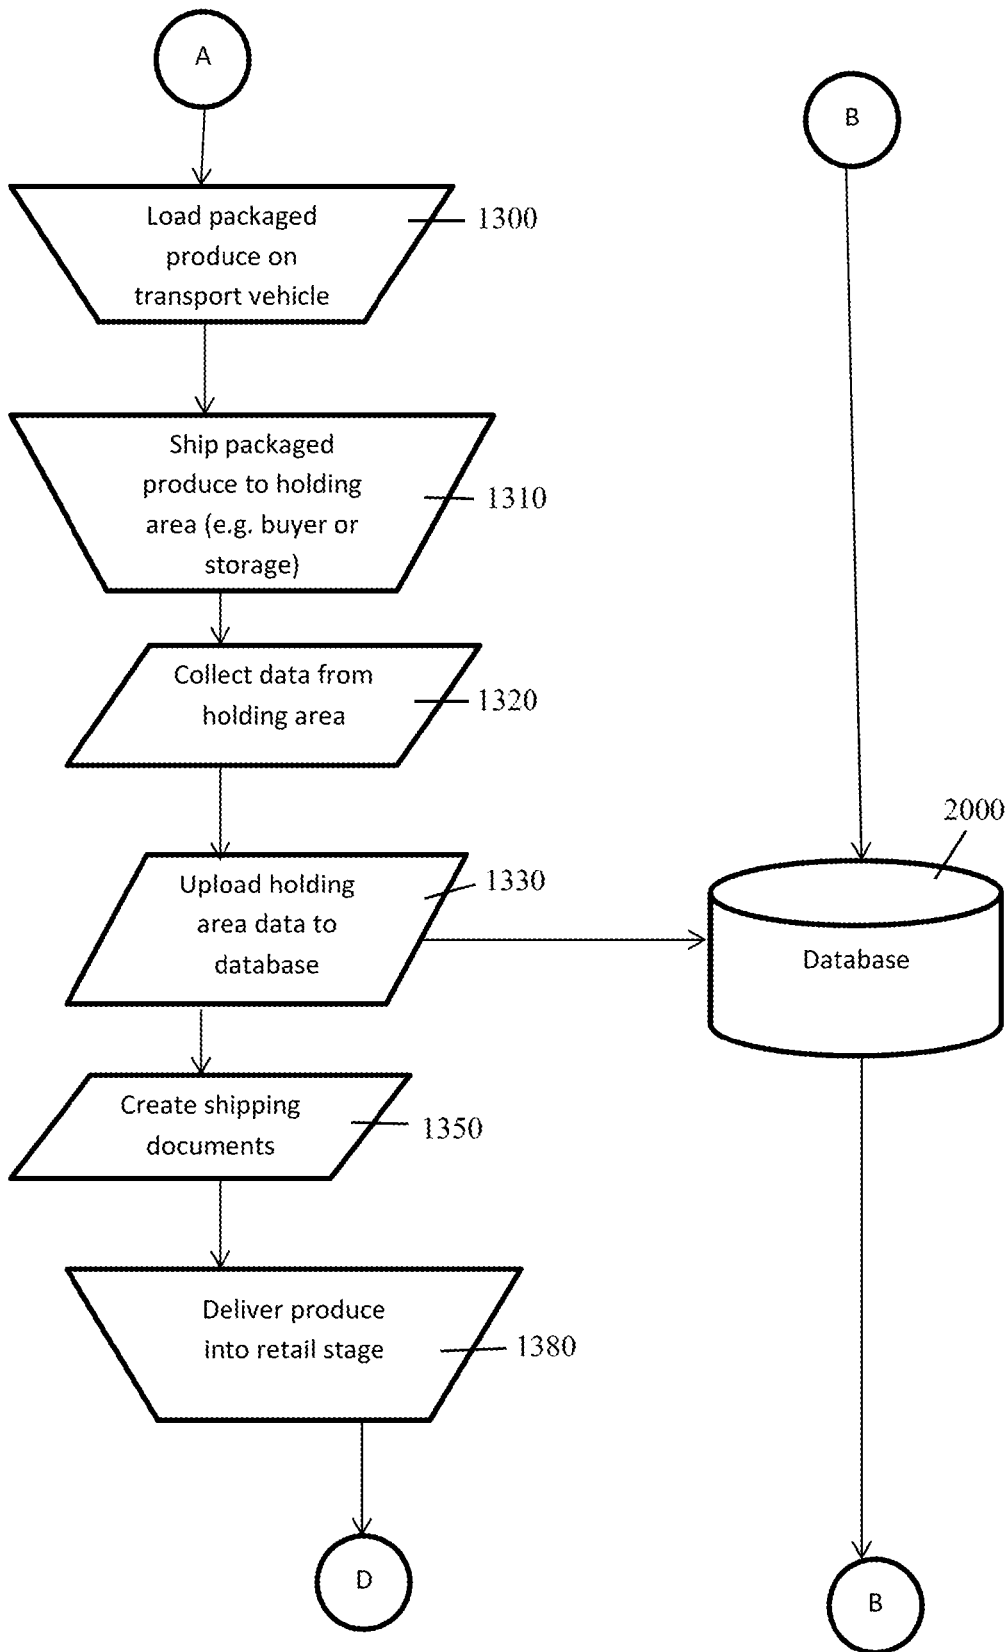 A
B
Load packaged
produce on
transport vehicle
1300
Ship packaged
produce to holding
area (e.g. buyer or
storage)
1310
Collect data from
holding area
1320
2000
Upload holding
area data to
database
1330
Database
Create shipping
documents
1350
Deliver produce
into retail stage
1380
D
B